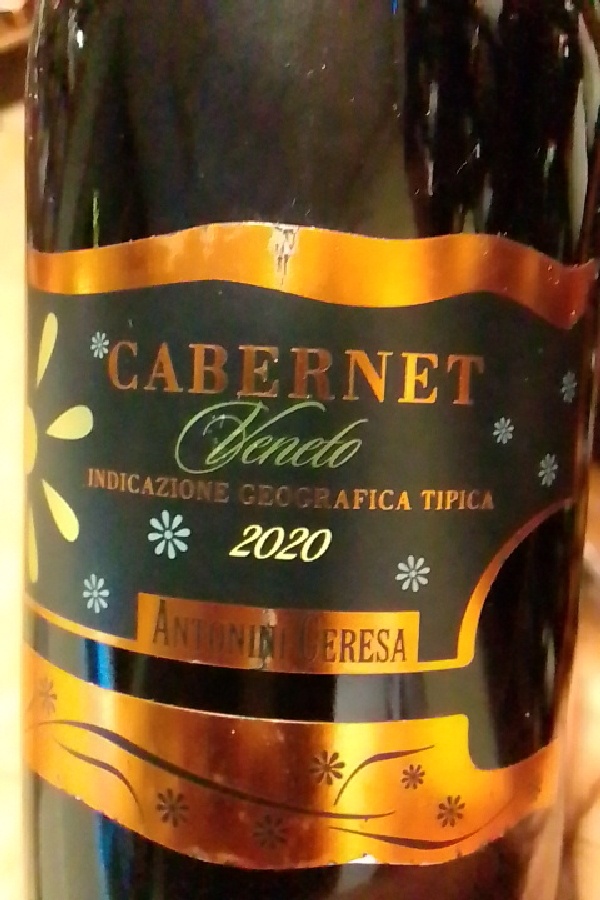 CABERNET
Veneto
INDICAZIONE GEOGRAFICA TIPICA
2020
ANTONINI CERESA